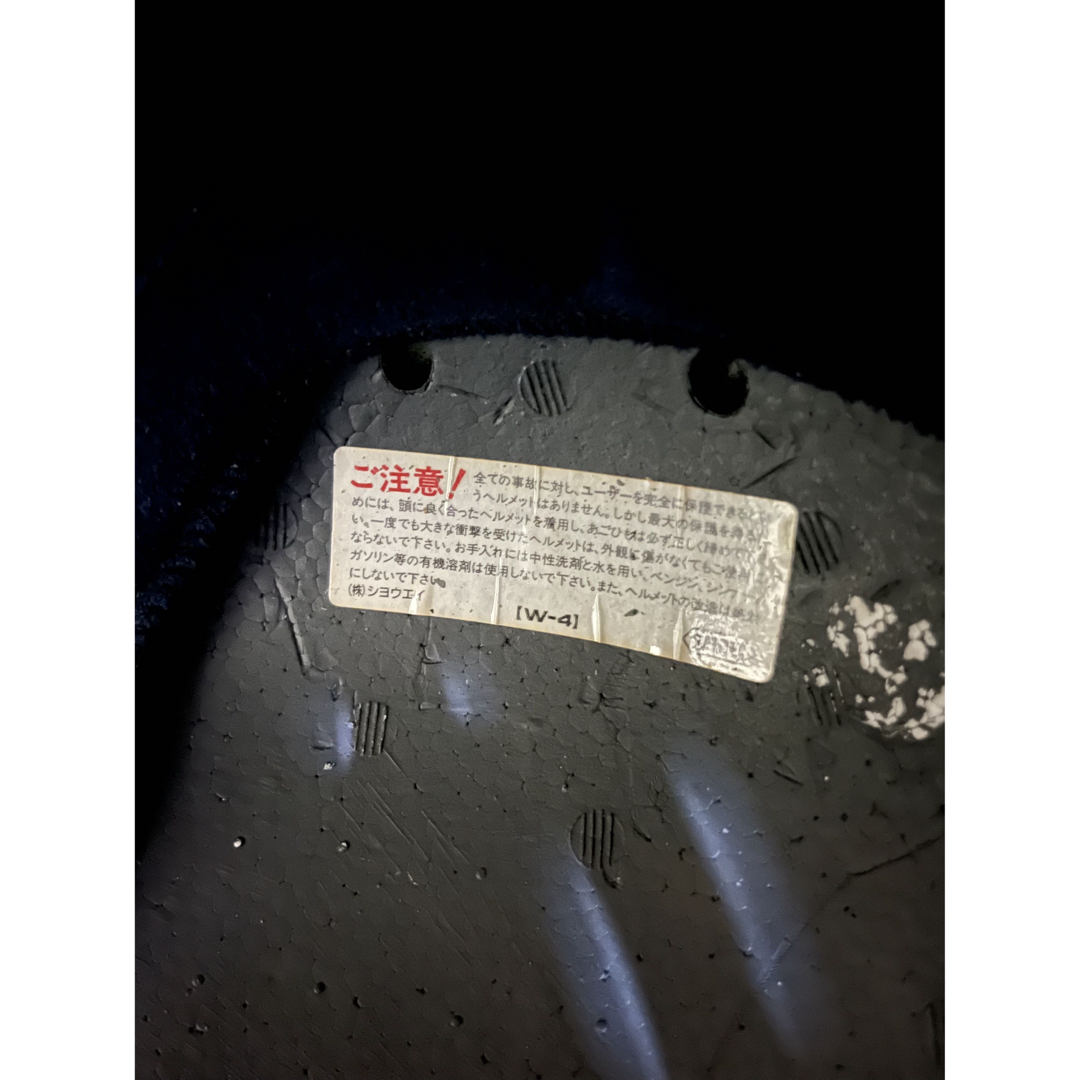 ご注意!
全ての事故に対し、ユーザーを完全に保護できる
うヘルメットはありません。しかし最大の保護を
めには、頭に良く合ったヘルメットを着用し、あごひもは必ず正しく締めて
い。一度でも大きな衝撃を受けたヘルメットは、外観に傷がなくてもご使用
ならないで下さい。お手入れには中性洗剤と水を用い、ベンジン、シンナー
ガソリン等の有機溶剤は使用しないで下さい。また、ヘルメットの改造は絶対
にしないで下さい。
(株)シヨウエイ
【W-4】